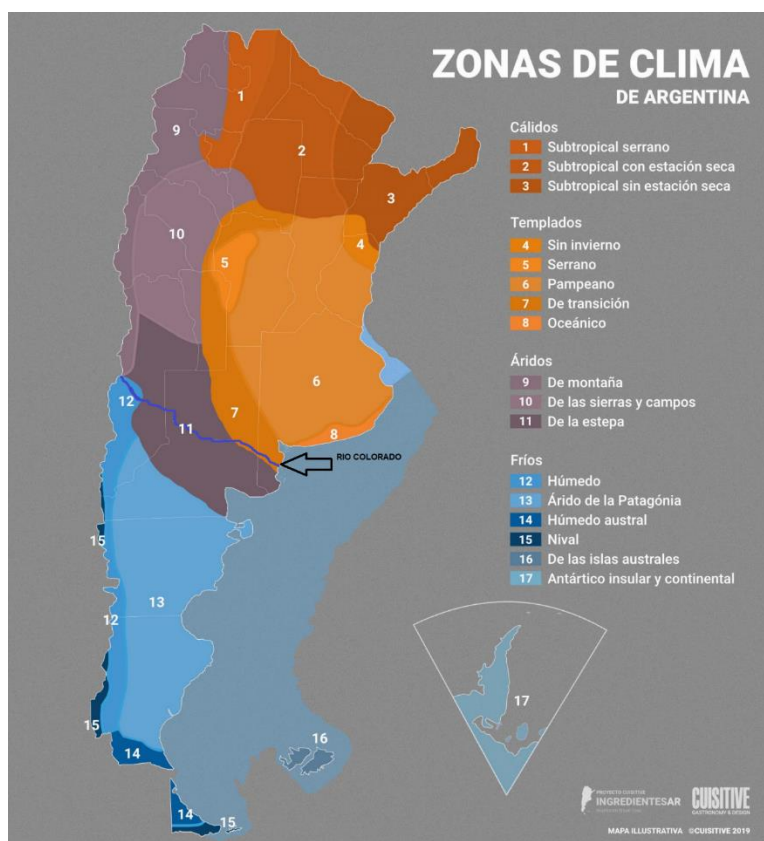 ZONAS DE CLIMA
DE ARGENTINA
Cálidos
1 Subtropical serrano
2 Subtropical con estación seca
3 Subtropical sin estación seca
Templados
4 Sin invierno
5 Serrano
6 Pampeano
7 De transición
8 Oceánico
Áridos
9 De montaña
10 De las sierras y campos
11 De la estepa
Fríos
12 Húmedo
13 Árido de la Patagónia
14 Húmedo austral
15 Nival
16 De las islas australes
17 Antártico insular y continental
1
2
9
3
10
4
5
6
12
7
11
8
RIO COLORADO
15
13
12
17
15
16
14
14
15
INGREDIENTESAR
CUISITIVE
GASTRONOMY & DESIGN
MAPA ILLUSTRATIVA ©CUISITIVE 2019